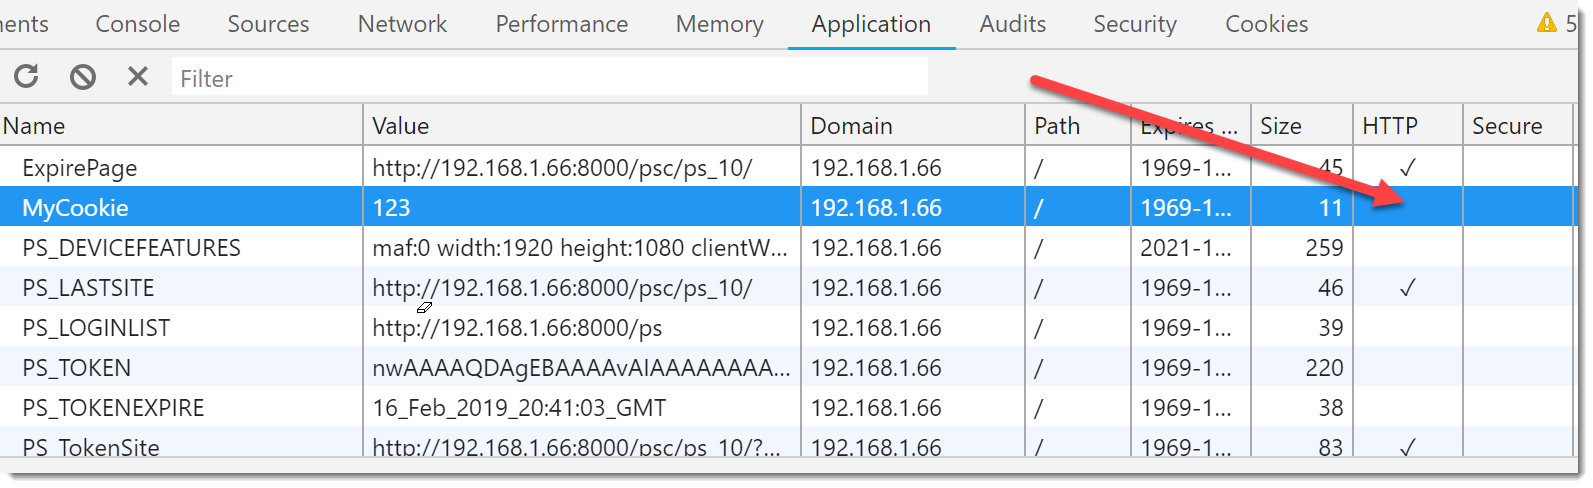 ents Console Sources Network Performance Memory Application Audits Security Cookies 5
Filter
Name Value Domain Path Expires ... Size HTTP Secure
ExpirePage http://192.168.1.66:8000/psc/ps_10/ 192.168.1.66 / 1969-1... 45 ✓
MyCookie 123 192.168.1.66 / 1969-1... 11
PS_DEVICEFEATURES maf:0 width:1920 height:1080 clientW... 192.168.1.66 / 2021-1... 259
PS_LASTSITE http://192.168.1.66:8000/psc/ps_10/ 192.168.1.66 / 1969-1... 46 ✓
PS_LOGINLIST http://192.168.1.66:8000/ps 192.168.1.66 / 1969-1... 39
PS_TOKEN nwAAAAQDAgEBAAAAvAIAAAAAAAA... 192.168.1.66 / 1969-1... 220
PS_TOKENEXPIRE 16_Feb_2019_20:41:03_GMT 192.168.1.66 / 1969-1... 38
PS_TokenSite http://192.168.1.66:8000/psc/ps_10/?... 192.168.1.66 / 1969-1... 83 ✓